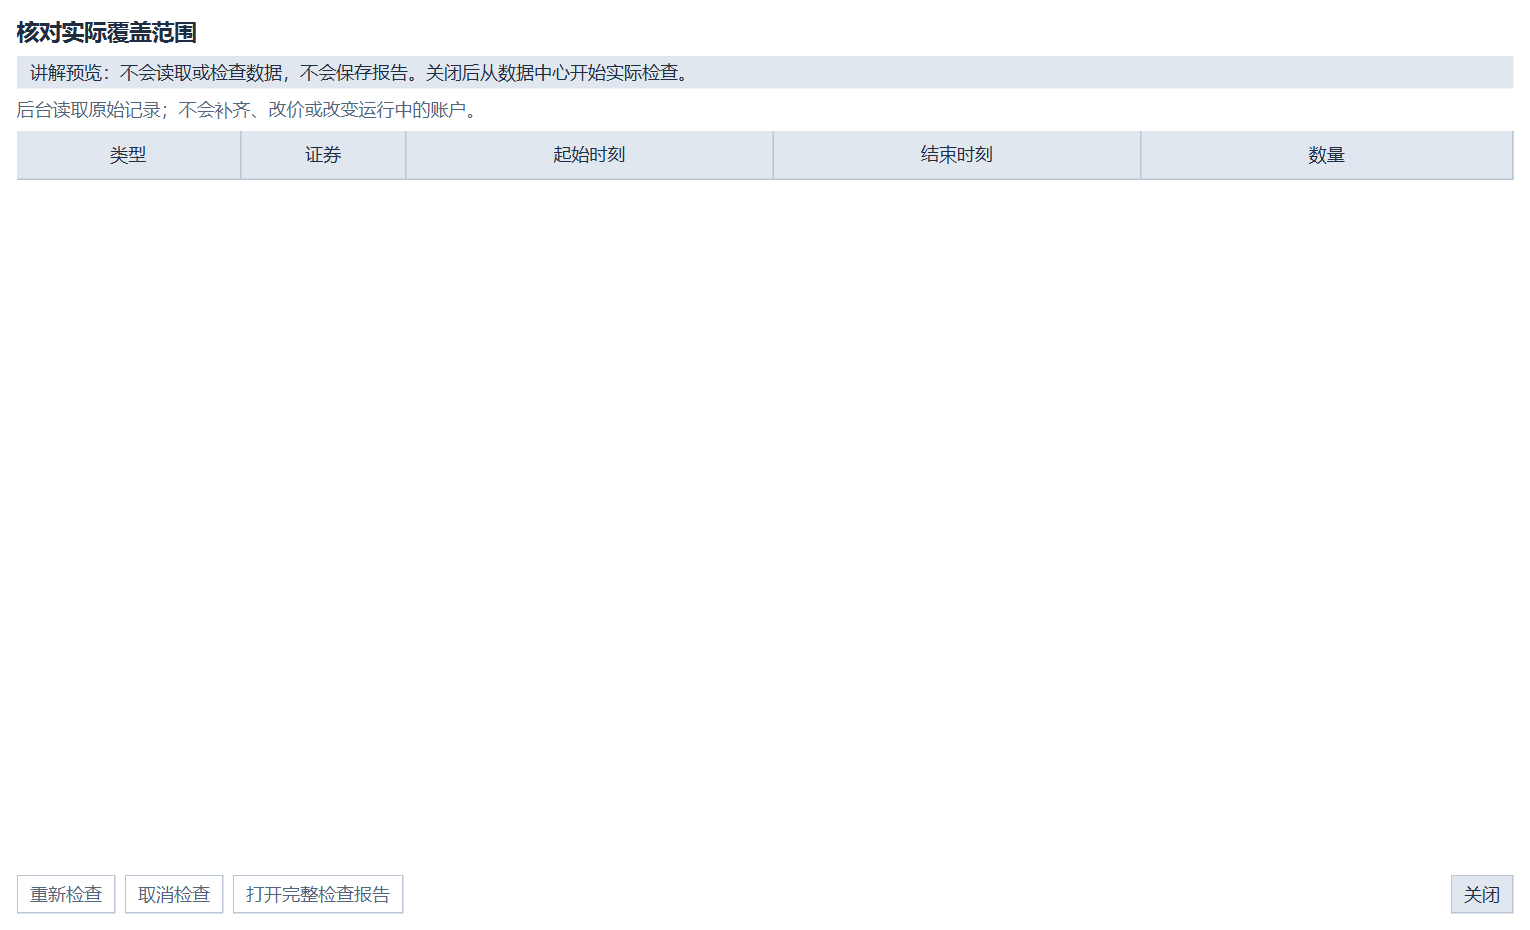 核对实际覆盖范围
讲解预览：不会读取或检查数据，不会保存报告。关闭后从数据中心开始实际检查。
后台读取原始记录；不会补齐、改价或改变运行中的账户。
类型 证券 起始时刻 结束时刻 数量
重新检查 取消检查 打开完整检查报告 关闭